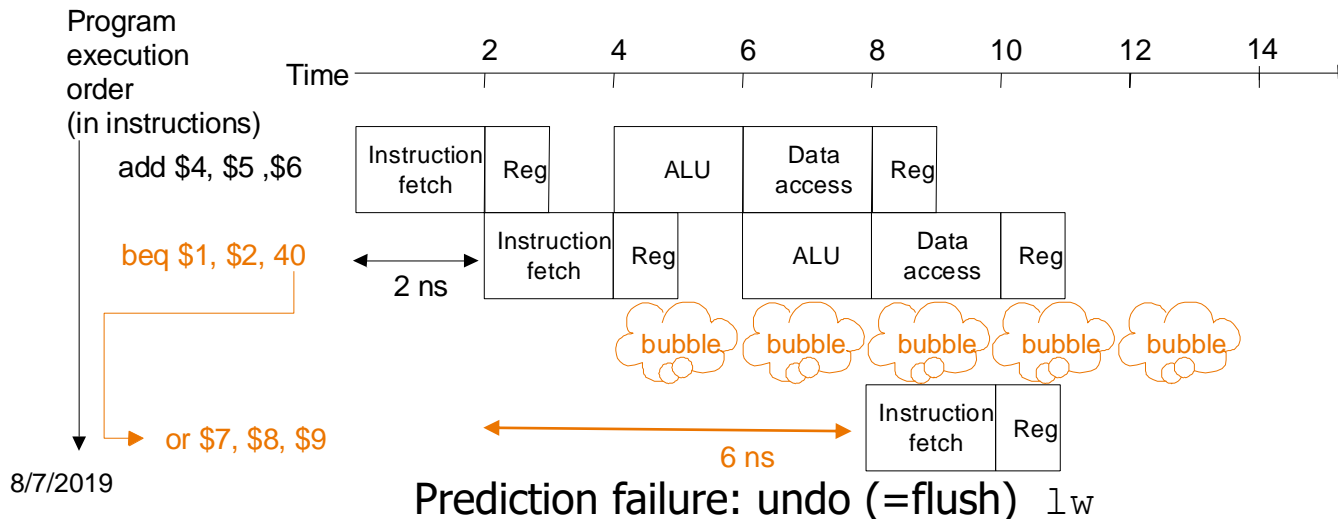 Program
execution
order
(in instructions)
Time
2 4 6 8 10 12 14
add $4, $5 ,$6
Instruction
fetch
Reg
ALU
Data
access
Reg
beq $1, $2, 40
2 ns
Instruction
fetch
Reg
ALU
Data
access
Reg
bubble bubble bubble bubble bubble
or $7, $8, $9
6 ns
Instruction
fetch
Reg
8/7/2019
Prediction failure: undo (=flush) lw